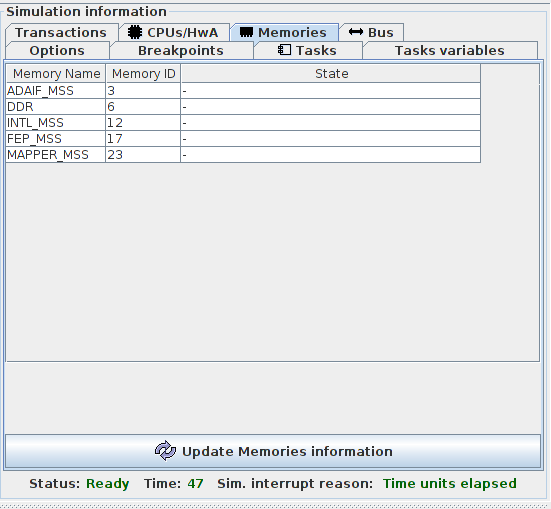 Simulation information
Transactions CPUs/HwA Memories Bus
Options Breakpoints Tasks Tasks variables
Memory Name Memory ID State
ADAIF_MSS 3 -
DDR 6 -
INTL_MSS 12 -
FEP_MSS 17 -
MAPPER_MSS 23 -
Update Memories information
Status: Ready Time: 47 Sim. interrupt reason: Time units elapsed